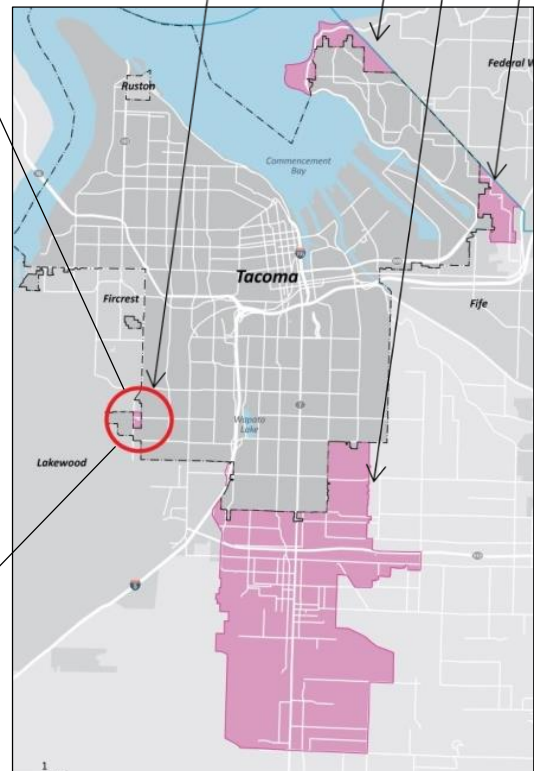 Federal W
Ruston
Commencement
Bay
Tacoma
Fircrest
Fife
Wapato
Lake
Lakewood
1